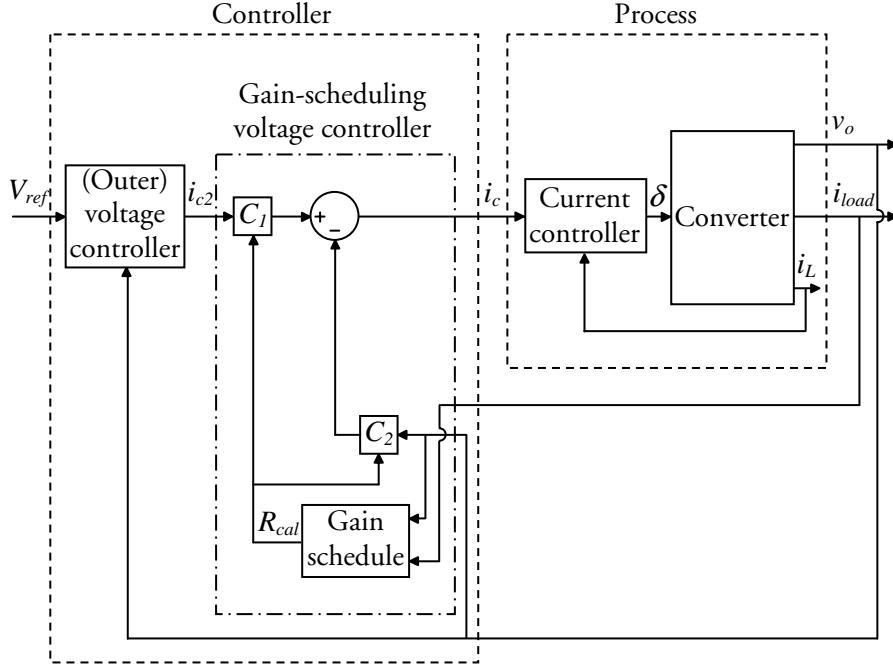 Controller
Process
Gain-scheduling
voltage controller
V_ref
(Outer)
voltage
controller
i_c2
C_1
+
−
i_c
Current
controller
δ
Converter
v_o
i_load
i_L
C_2
R_cal
Gain
schedule